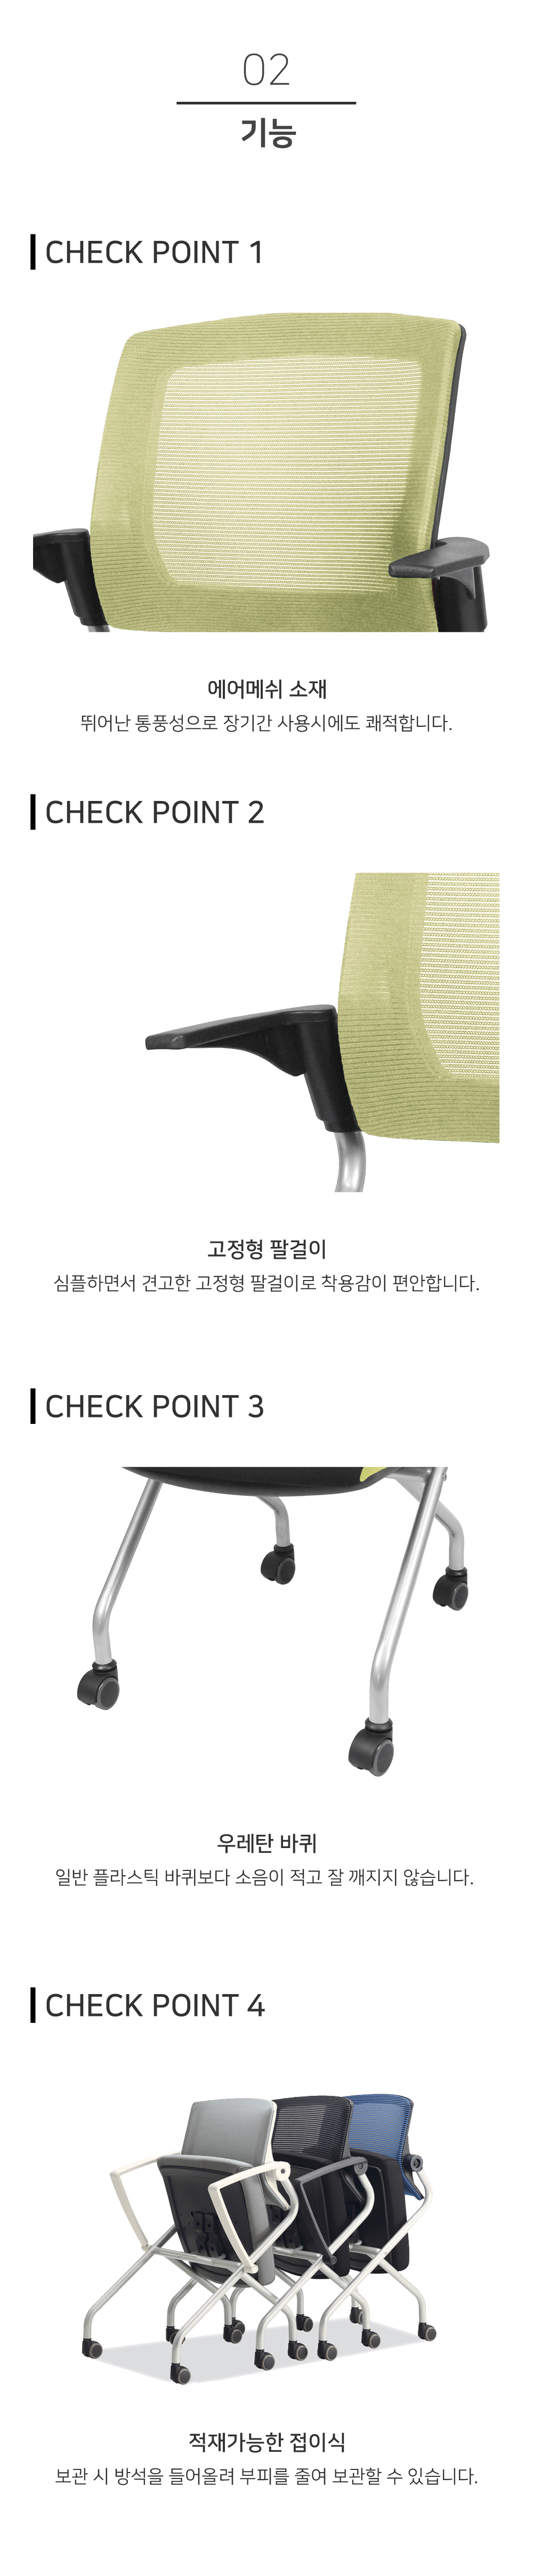 02
기능
CHECK POINT 1
에어메쉬 소재
뛰어난 통풍성으로 장기간 사용시에도 쾌적합니다.
CHECK POINT 2
고정형 팔걸이
심플하면서 견고한 고정형 팔걸이로 착용감이 편안합니다.
CHECK POINT 3
우레탄 바퀴
일반 플라스틱 바퀴보다 소음이 적고 잘 깨지지 않습니다.
CHECK POINT 4
적재가능한 접이식
보관 시 방석을 들어올려 부피를 줄여 보관할 수 있습니다.